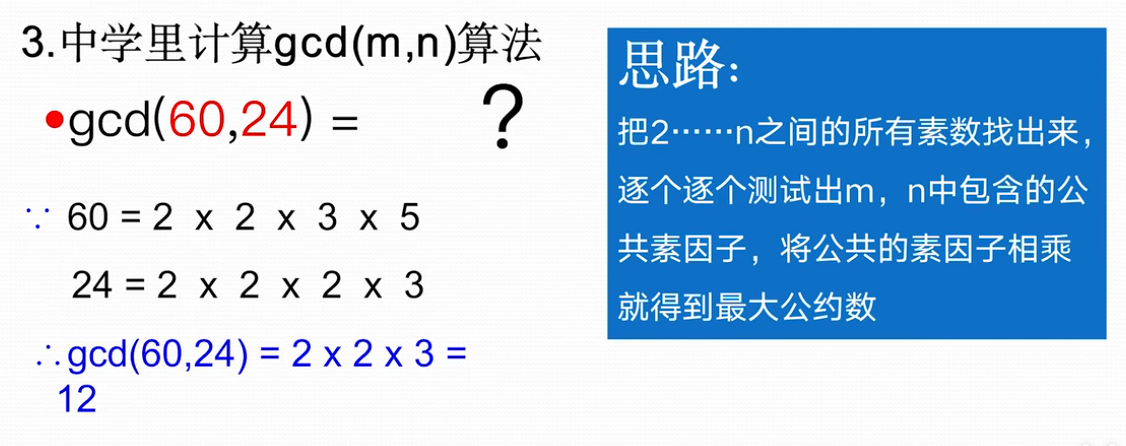 3.中学里计算gcd(m,n)算法
•gcd(60,24) = ?
∵ 60 = 2 x 2 x 3 x 5
24 = 2 x 2 x 2 x 3
∴gcd(60,24) = 2 x 2 x 3 =
12
思路:
把2……n之间的所有素数找出来,
逐个逐个测试出m，n中包含的公
共素因子，将公共的素因子相乘
就得到最大公约数